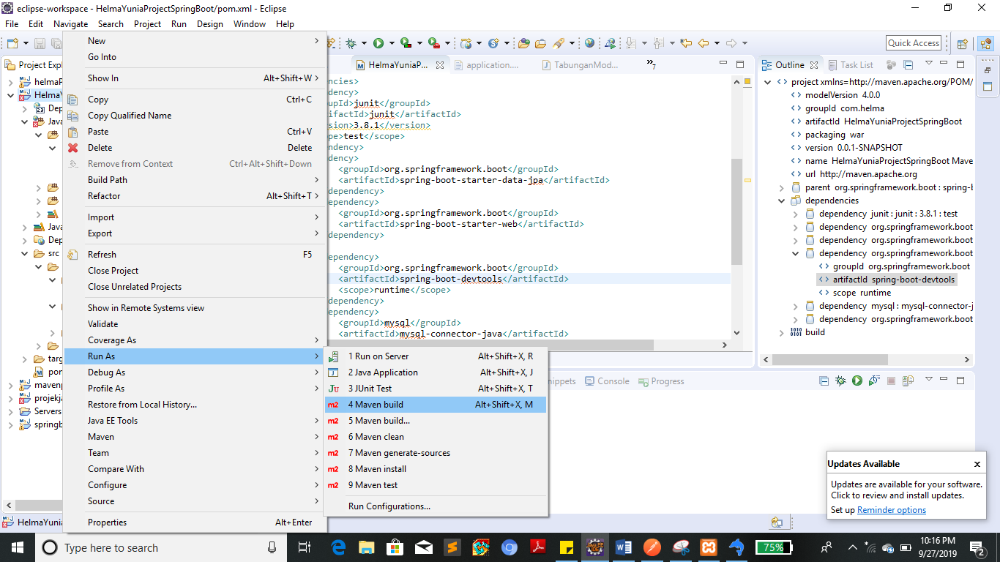 eclipse-workspace - HelmaYuniaProjectSpringBoot/pom.xml - Eclipse
File Edit Navigate Search Project Run Design Window Help
Quick Access
Project Expl
helmaP
HelmaY
Dep
Java
Java
Dep
src
targ
pom
mavenp
projekja
Servers
springb
HelmaYunia
New
Go Into
Show In Alt+Shift+W
Copy Ctrl+C
Copy Qualified Name
Paste Ctrl+V
Delete Delete
Remove from Context Ctrl+Alt+Shift+Down
Build Path
Refactor Alt+Shift+T
Import
Export
Refresh F5
Close Project
Close Unrelated Projects
Show in Remote Systems view
Validate
Coverage As
Run As
Debug As
Profile As
Restore from Local History...
Java EE Tools
Maven
Team
Compare With
Configure
Source
Properties Alt+Enter
1 Run on Server Alt+Shift+X, R
2 Java Application Alt+Shift+X, J
3 JUnit Test Alt+Shift+X, T
4 Maven build Alt+Shift+X, M
5 Maven build...
6 Maven clean
7 Maven generate-sources
8 Maven install
9 Maven test
Run Configurations...
HelmaYuniaP... application.... TabunganMod... »7
ncies>
dency>
upId>junit</groupId>
ifactId>junit</artifactId>
sion>3.8.1</version>
pe>test</scope>
ndency>
dency>
<groupId>org.springframework.boot</groupId>
<artifactId>spring-boot-starter-data-jpa</artifactId>
dependency>
ependency>
<groupId>org.springframework.boot</groupId>
<artifactId>spring-boot-starter-web</artifactId>
dependency>
ependency>
<groupId>org.springframework.boot</groupId>
<artifactId>spring-boot-devtools</artifactId>
<scope>runtime</scope>
dependency>
ependency>
<groupId>mysql</groupId>
<artifactId>mysql-connector-java</artifactId>
nippets Console Progress
Outline Task List
project xmlns=http://maven.apache.org/POM/
modelVersion 4.0.0
groupId com.helma
artifactId HelmaYuniaProjectSpringBoot
packaging war
version 0.0.1-SNAPSHOT
name HelmaYuniaProjectSpringBoot Mave
url http://maven.apache.org
parent org.springframework.boot : spring-b
dependencies
dependency junit : junit : 3.8.1 : test
dependency org.springframework.boot
dependency org.springframework.boot
dependency org.springframework.boot
groupId org.springframework.boot
artifactId spring-boot-devtools
scope runtime
dependency mysql : mysql-connector-j
dependency org.springframework.boot
build
Updates Available
Updates are available for your software.
Click to review and install updates.
Set up Reminder options
Type here to search
75%
10:16 PM
9/27/2019
2